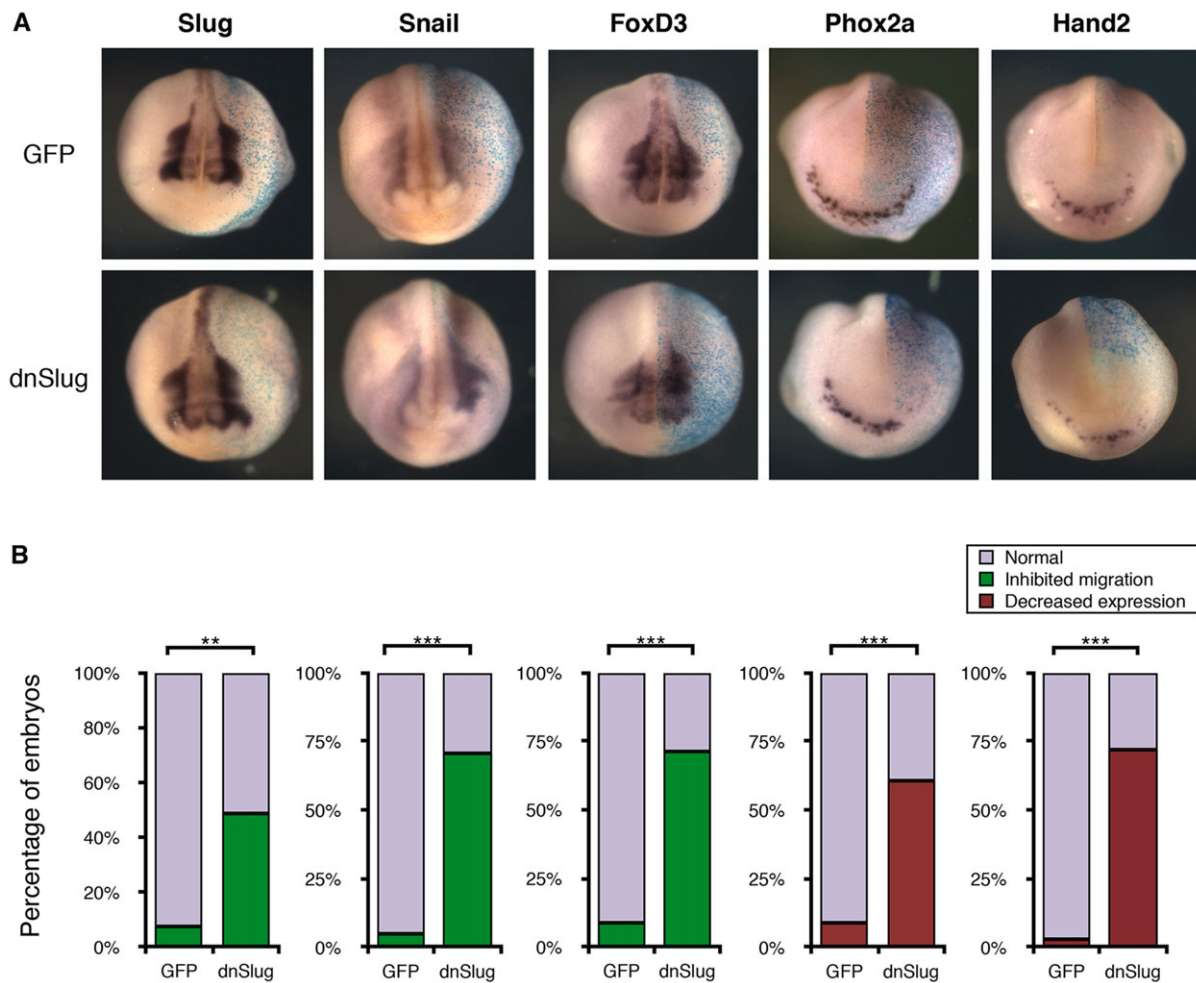 A
Slug Snail FoxD3 Phox2a Hand2
GFP
dnSlug
B
Normal
Inhibited migration
Decreased expression
** *** *** *** ***
Percentage of embryos
100% 100% 100% 100% 100%
80% 75% 75% 75% 75%
60% 50% 50% 50% 50%
40% 25% 25% 25% 25%
20%
0% 0% 0% 0% 0%
GFP dnSlug GFP dnSlug GFP dnSlug GFP dnSlug GFP dnSlug